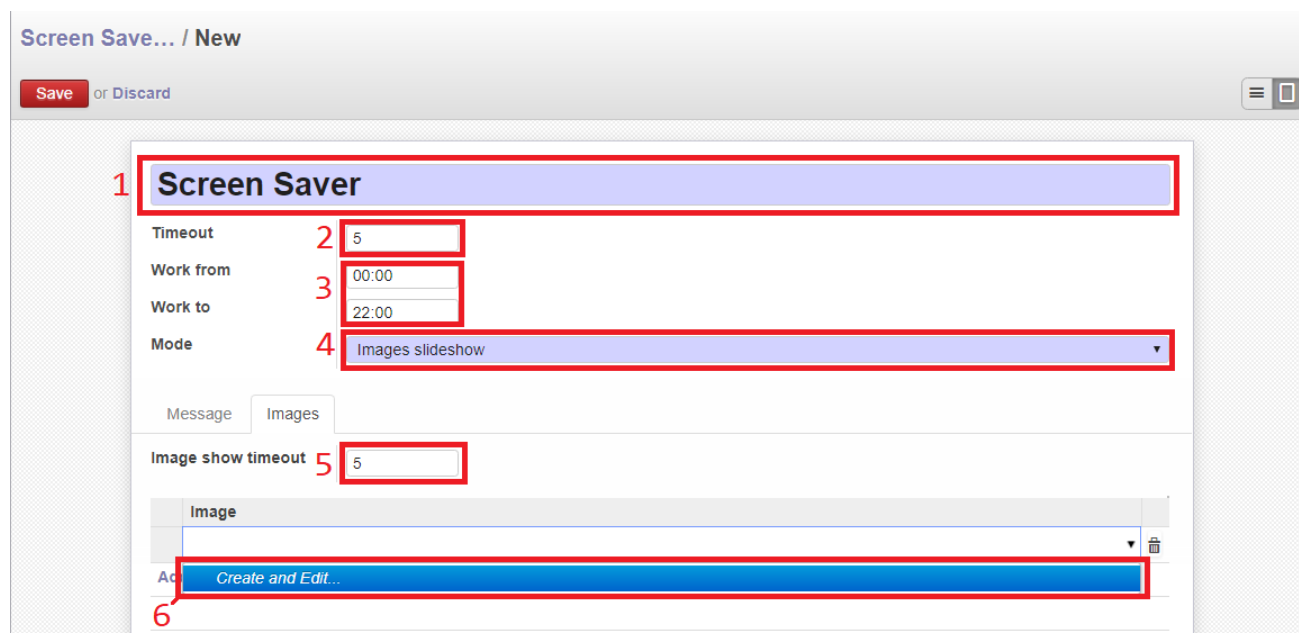 Screen Save... / New
Save or Discard
1 Screen Saver
Timeout 2 5
Work from 00:00
3
Work to 22:00
Mode 4 Images slideshow
Message Images
Image show timeout 5 5
Image
Create and Edit...
6